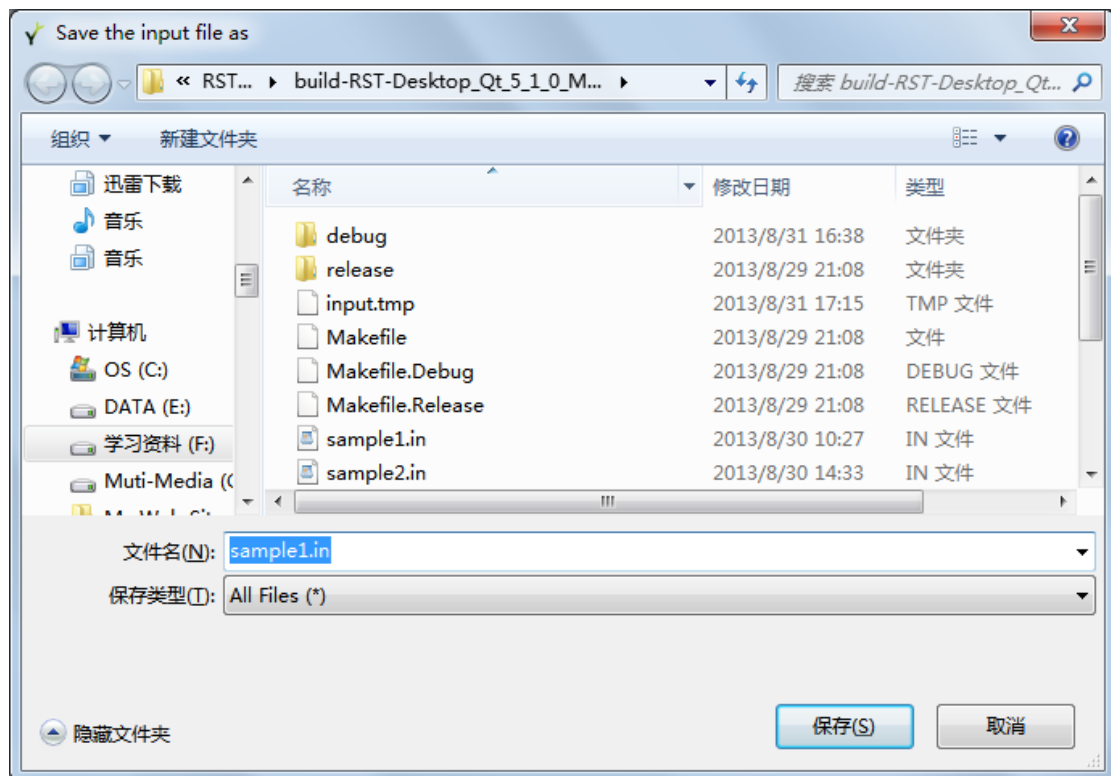 Save the input file as
« RST... build-RST-Desktop_Qt_5_1_0_M... 搜索 build-RST-Desktop_Qt...
组织 新建文件夹
名称 修改日期 类型
迅雷下载
音乐
音乐
计算机
OS (C:)
DATA (E:)
学习资料 (F:)
Muti-Media (
debug 2013/8/31 16:38 文件夹
release 2013/8/29 21:08 文件夹
input.tmp 2013/8/31 17:15 TMP 文件
Makefile 2013/8/29 21:08 文件
Makefile.Debug 2013/8/29 21:08 DEBUG 文件
Makefile.Release 2013/8/29 21:08 RELEASE 文件
sample1.in 2013/8/30 10:27 IN 文件
sample2.in 2013/8/30 14:33 IN 文件
文件名(N): sample1.in
保存类型(T): All Files (*)
隐藏文件夹 保存(S) 取消